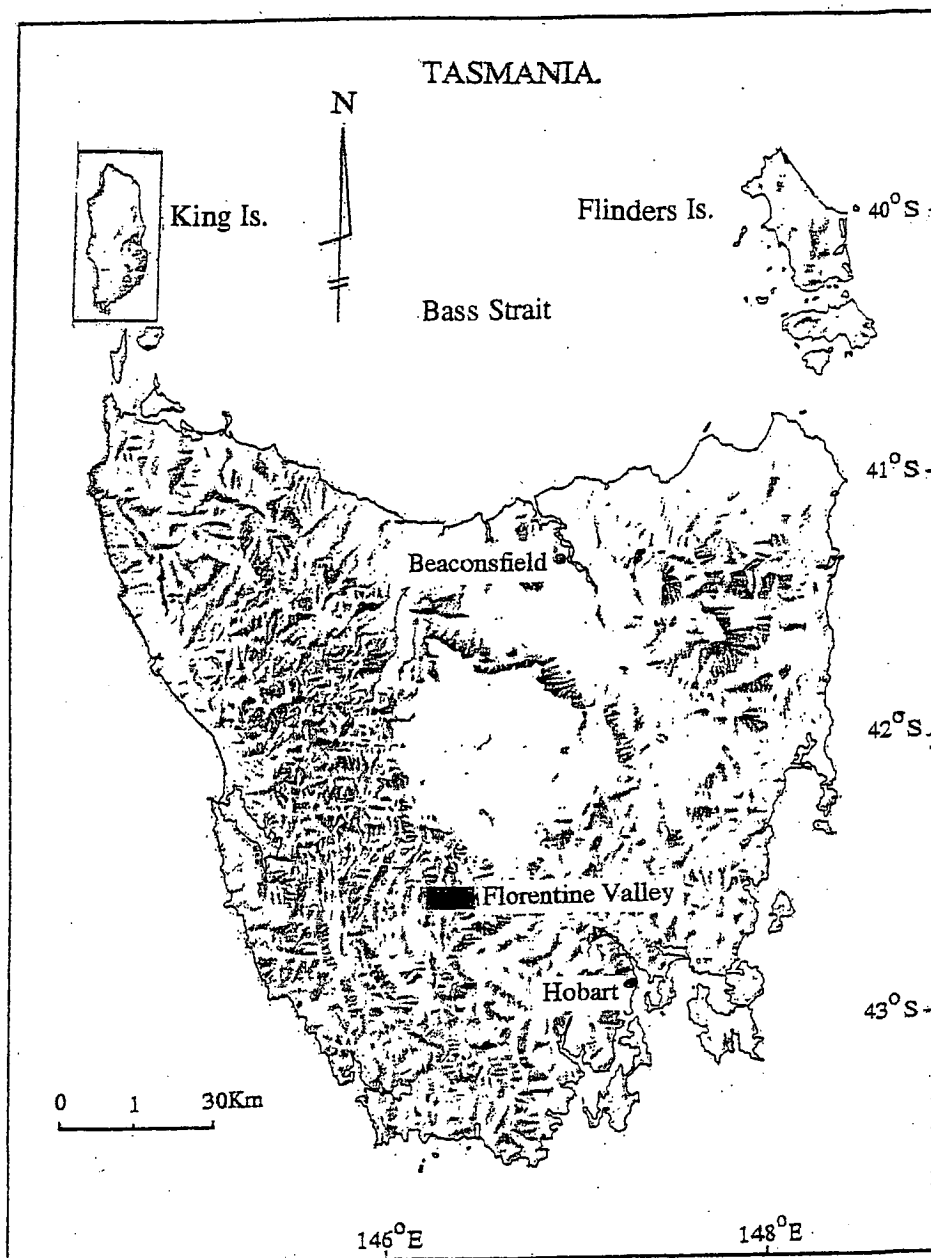 TASMANIA.
N
King Is.
Flinders Is.
40°S
Bass Strait
41°S
Beaconsfield
42°S
Florentine Valley
Hobart
43°S
0 1 30Km
146°E 148°E